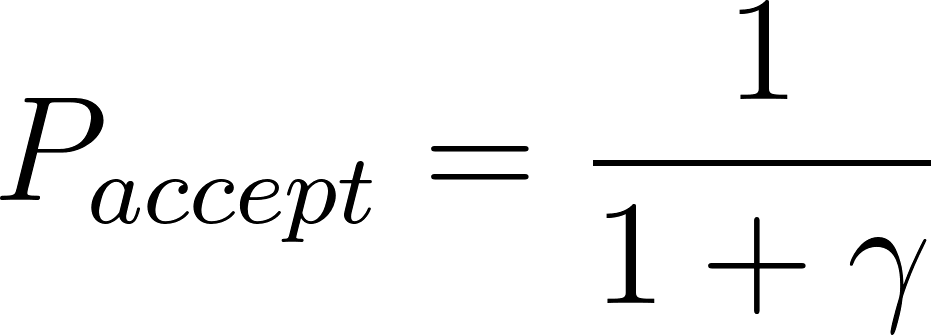 P_{accept} = \frac{1}{1 + \gamma}